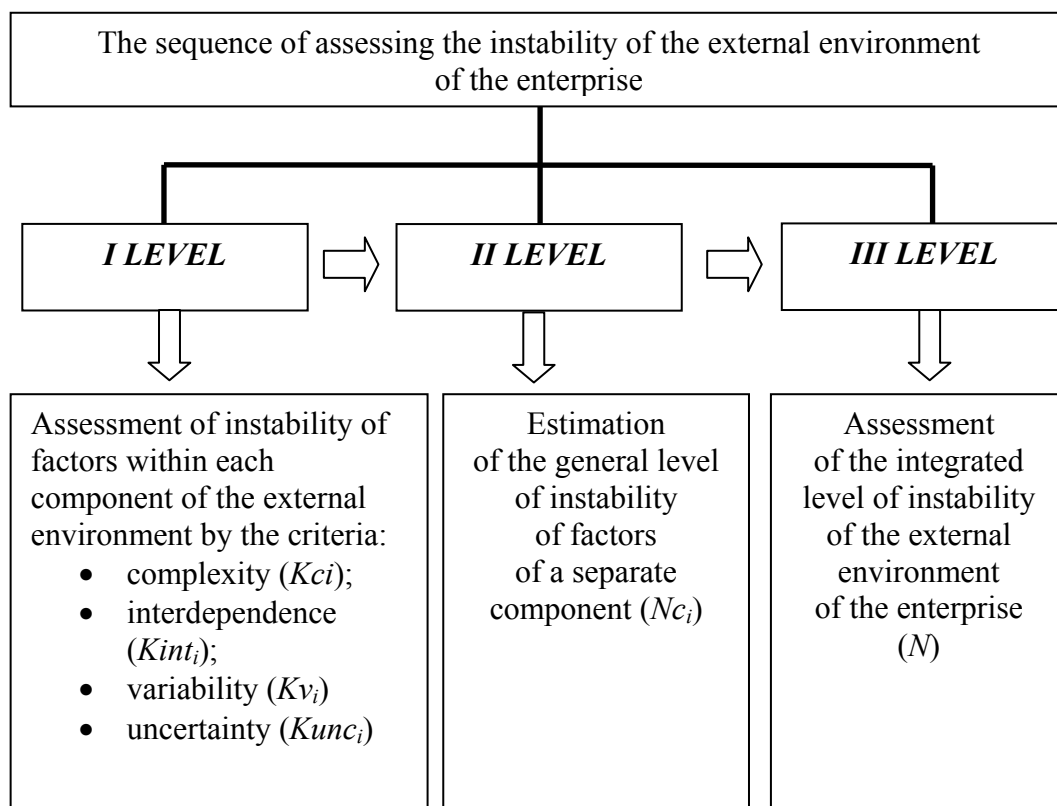 The sequence of assessing the instability of the external environment
of the enterprise
I LEVEL
II LEVEL
III LEVEL
Assessment of instability of
factors within each
component of the external
environment by the criteria:
• complexity (Kci);
• interdependence
(Kintᵢ);
• variability (Kvᵢ)
• uncertainty (Kuncᵢ)
Estimation
of the general level
of instability
of factors
of a separate
component (Ncᵢ)
Assessment
of the integrated
level of instability
of the external
environment
of the enterprise
(N)